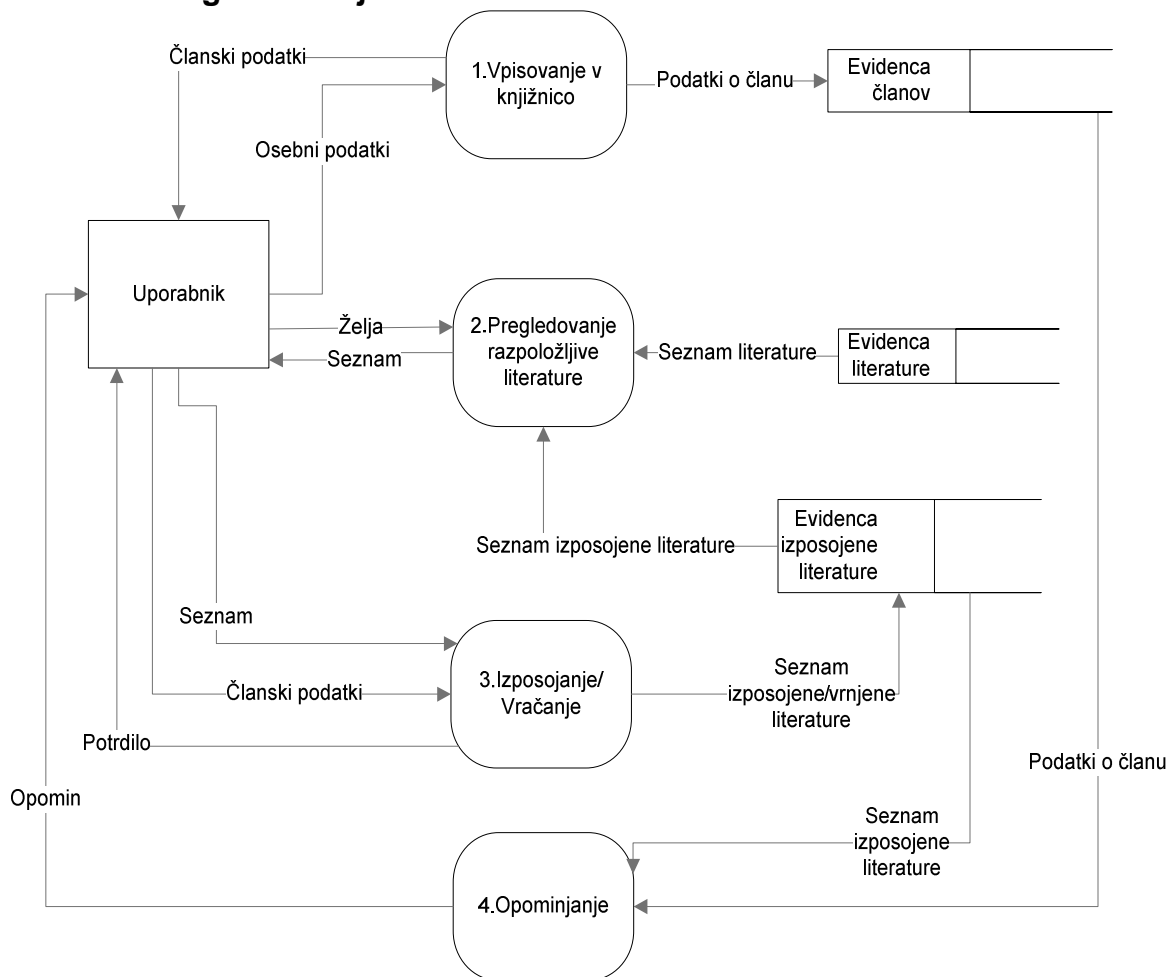 Članski podatki
1.Vpisovanje v
knjižnico
Podatki o članu
Evidenca
članov
Osebni podatki
Uporabnik
Želja
Seznam
2.Pregledovanje
razpoložljive
literature
Seznam literature
Evidenca
literature
Seznam izposojene literature
Evidenca
izposojene
literature
Seznam
Članski podatki
3.Izposojanje/
Vračanje
Seznam
izposojene/vrnjene
literature
Potrdilo
Podatki o članu
Opomin
Seznam
izposojene
literature
4.Opominjanje